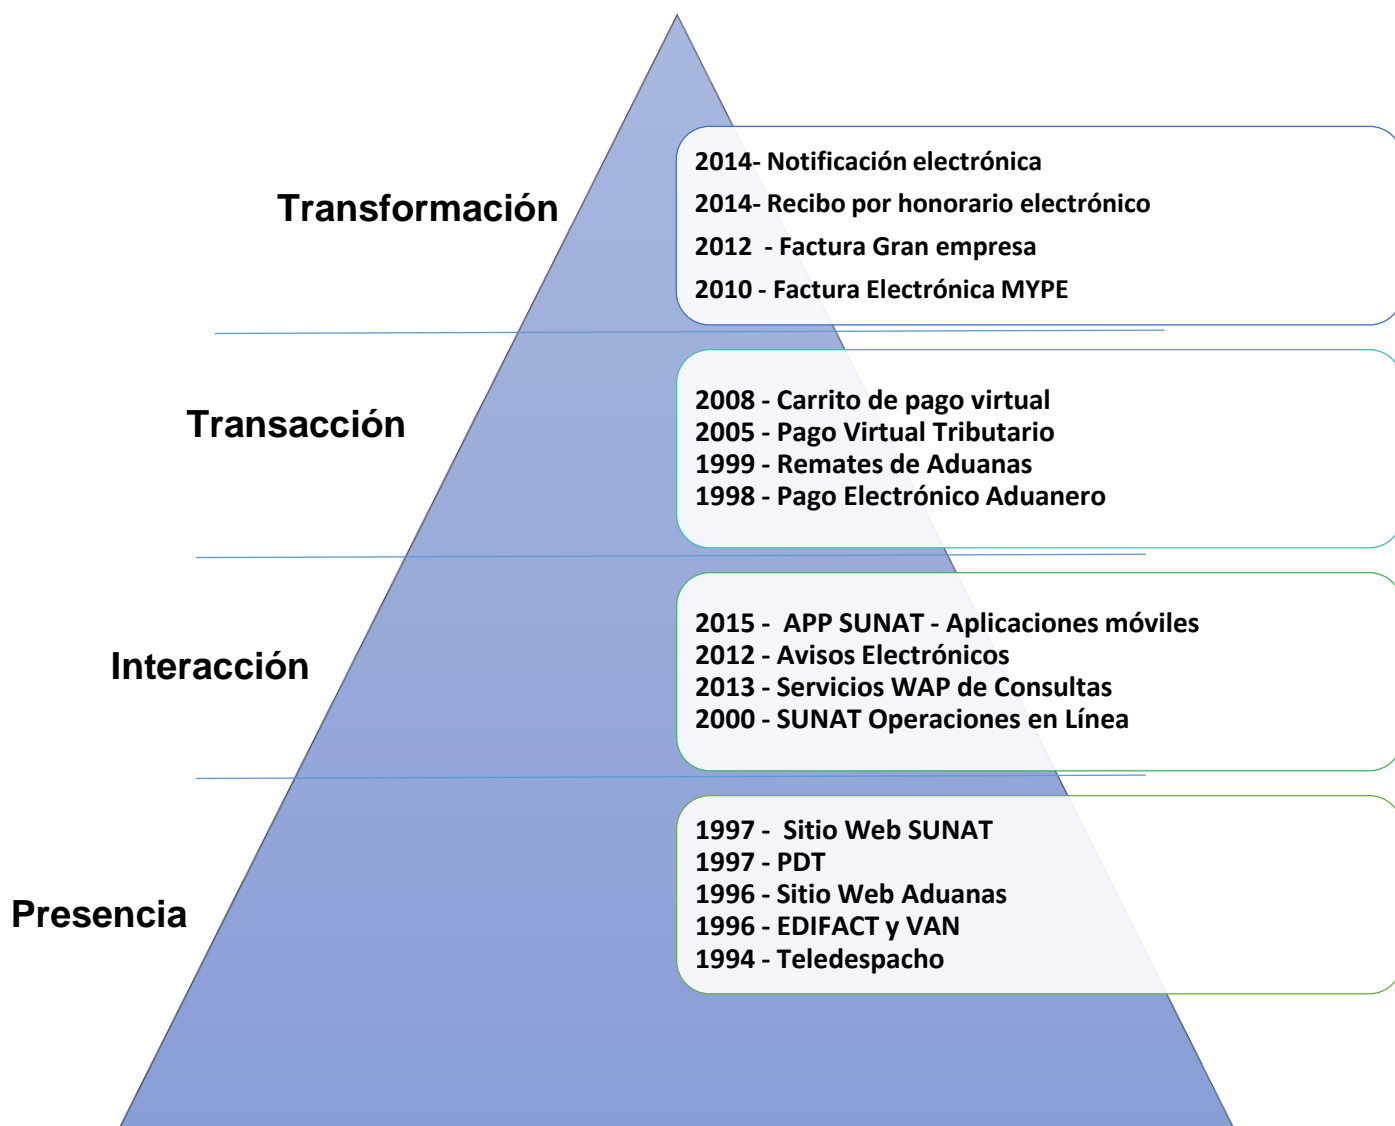 Transformación
2014- Notificación electrónica
2014- Recibo por honorario electrónico
2012  - Factura Gran empresa
2010 - Factura Electrónica MYPE
Transacción
2008 - Carrito de pago virtual
2005 - Pago Virtual Tributario
1999 - Remates de Aduanas
1998 - Pago Electrónico Aduanero
Interacción
2015 -  APP SUNAT - Aplicaciones móviles
2012 - Avisos Electrónicos
2013 - Servicios WAP de Consultas
2000 - SUNAT Operaciones en Línea
Presencia
1997 -  Sitio Web SUNAT
1997 - PDT
1996 - Sitio Web Aduanas
1996 - EDIFACT y VAN
1994 - Teledespacho